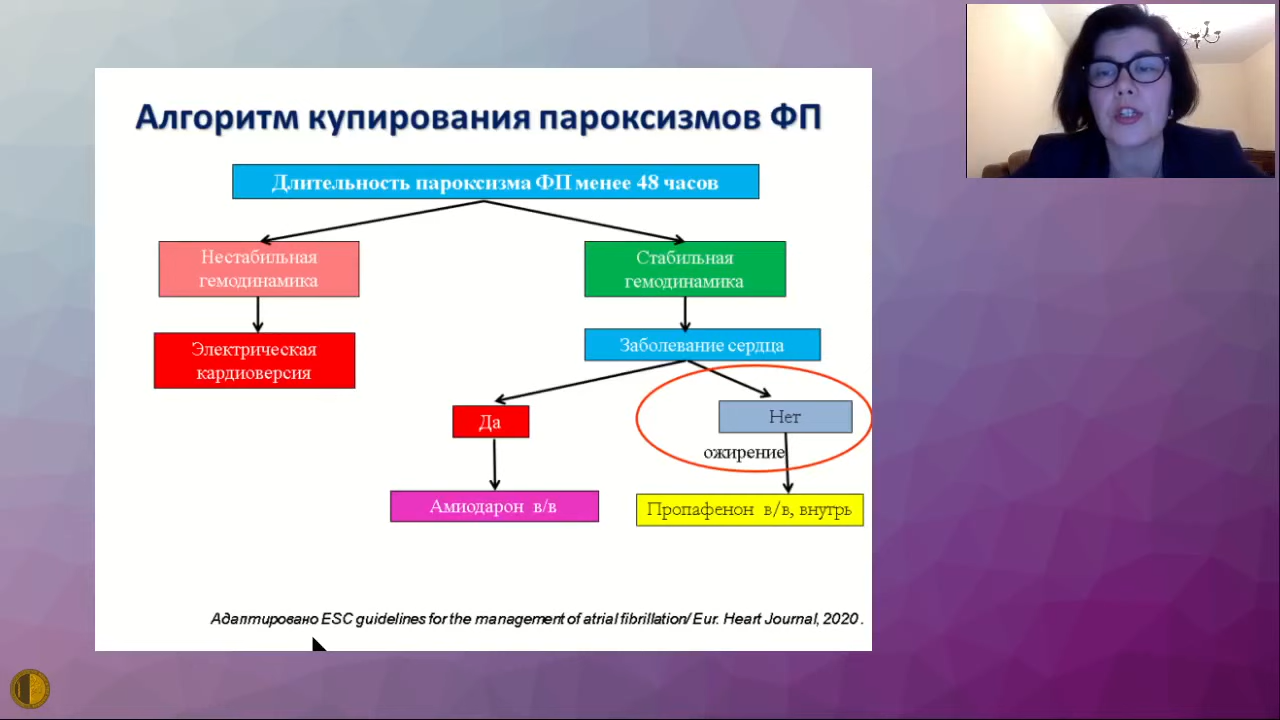 Алгоритм купирования пароксизмов ФП
Длительность пароксизма ФП менее 48 часов
Нестабильная
гемодинамика
Стабильная
гемодинамика
Электрическая
кардиоверсия
Заболевание сердца
Да
Нет
ожирение
Амиодарон в/в
Пропафенон в/в, внутрь
Адаптировано ESC guidelines for the management of atrial fibrillation/ Eur. Heart Journal, 2020 .